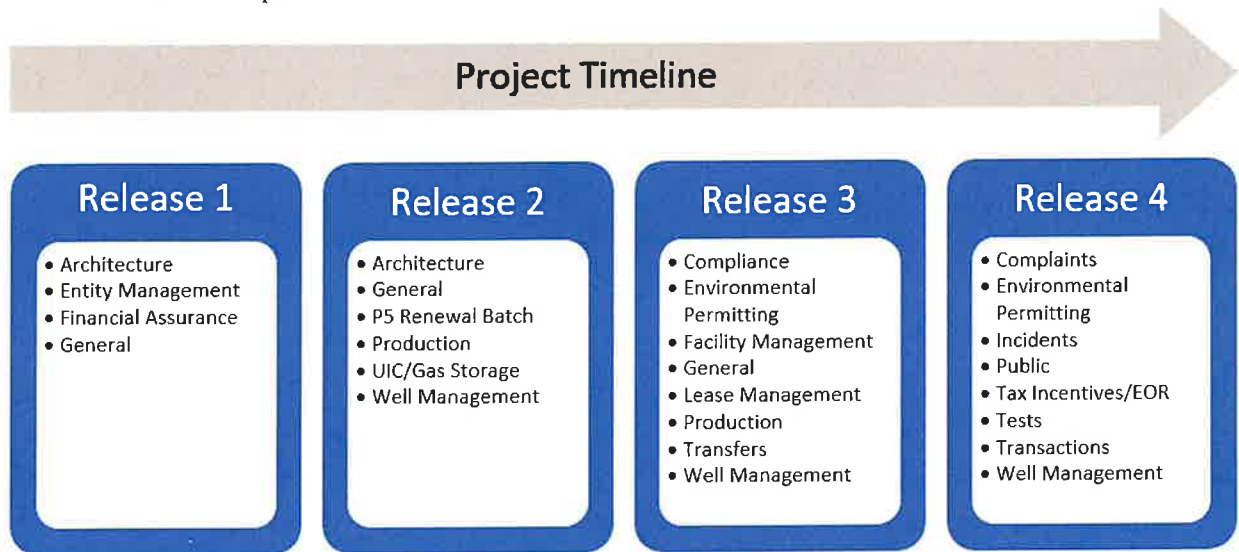 Project Timeline
Release 1
• Architecture
• Entity Management
• Financial Assurance
• General
Release 2
• Architecture
• General
• P5 Renewal Batch
• Production
• UIC/Gas Storage
• Well Management
Release 3
• Compliance
• Environmental
Permitting
• Facility Management
• General
• Lease Management
• Production
• Transfers
• Well Management
Release 4
• Complaints
• Environmental
Permitting
• Incidents
• Public
• Tax Incentives/EOR
• Tests
• Transactions
• Well Management